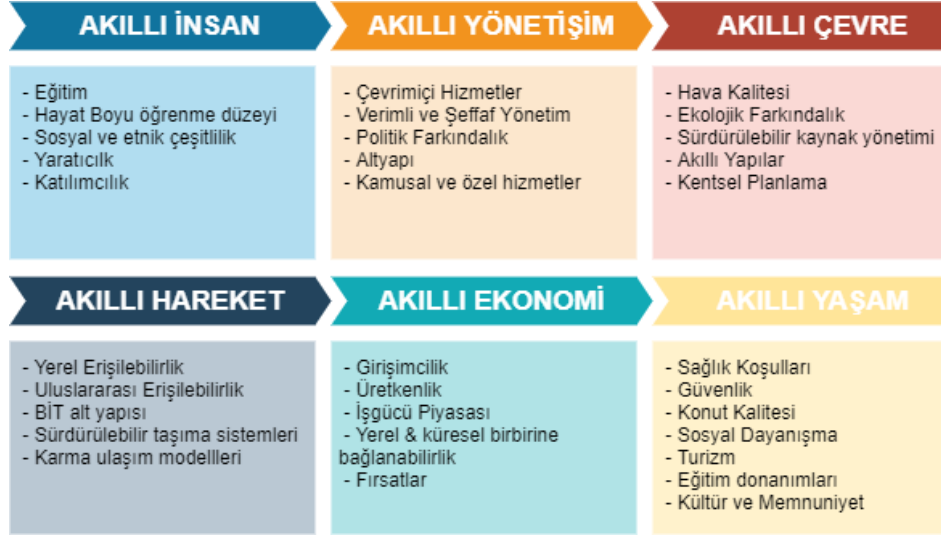 AKILLI İNSAN
- Eğitim
- Hayat Boyu öğrenme düzeyi
- Sosyal ve etnik çeşitlilik
- Yaratıcılk
- Katılımcılık
AKILLI YÖNETİŞİM
- Çevrimiçi Hizmetler
- Verimli ve Şeffaf Yönetim
- Politik Farkındalık
- Altyapı
- Kamusal ve özel hizmetler
AKILLI ÇEVRE
- Hava Kalitesi
- Ekolojik Farkındalık
- Sürdürülebilir kaynak yönetimi
- Akıllı Yapılar
- Kentsel Planlama
AKILLI HAREKET
- Yerel Erişilebilirlik
- Uluslararası Erişilebilirlik
- BİT alt yapısı
- Sürdürülebilir taşıma sistemleri
- Karma ulaşım modellleri
AKILLI EKONOMİ
- Girişimcilik
- Üretkenlik
- İşgücü Piyasası
- Yerel & küresel birbirine
bağlanabilirlik
- Fırsatlar
AKILLI YAŞAM
- Sağlık Koşulları
- Güvenlik
- Konut Kalitesi
- Sosyal Dayanışma
- Turizm
- Eğitim donanımları
- Kültür ve Memnuniyet